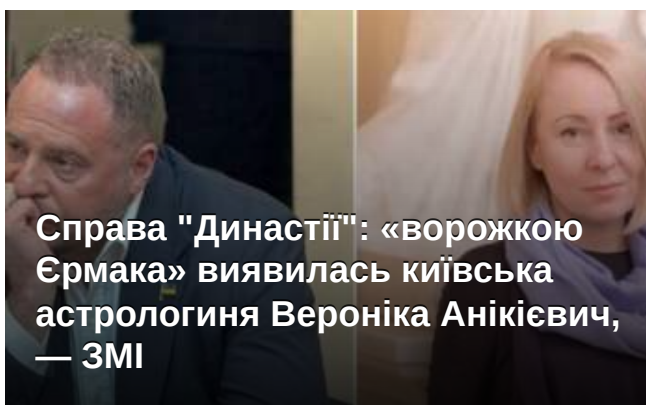 Справа "Династії": «ворожкою
Єрмака» виявилась київська
астрологиня Вероніка Анікієвич,
— ЗМІ